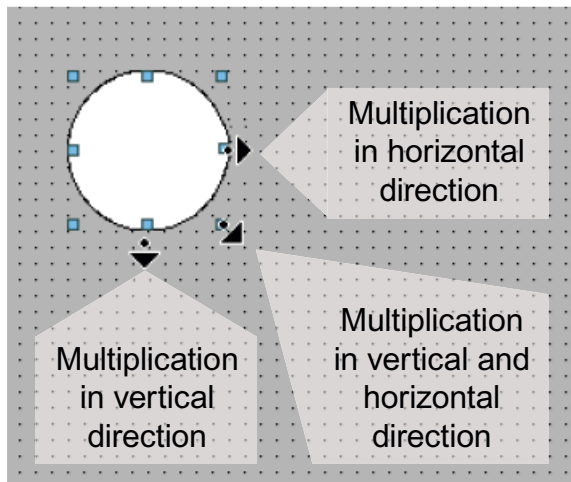 Multiplication
in horizontal
direction
Multiplication
in vertical
direction
Multiplication
in vertical and
horizontal
direction